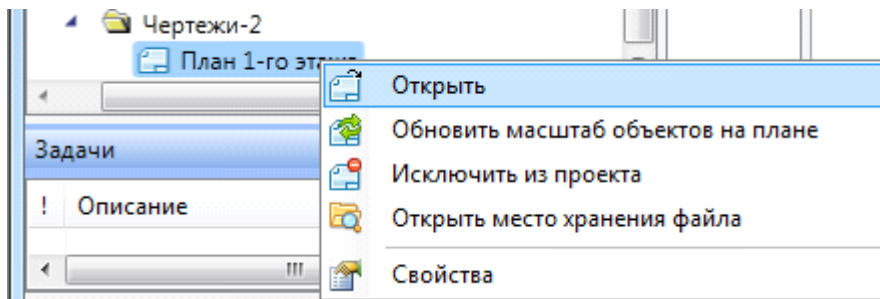 Чертежи-2
План 1-го этажа
Открыть
Обновить масштаб объектов на плане
Задачи
Исключить из проекта
! Описание
Открыть место хранения файла
Свойства